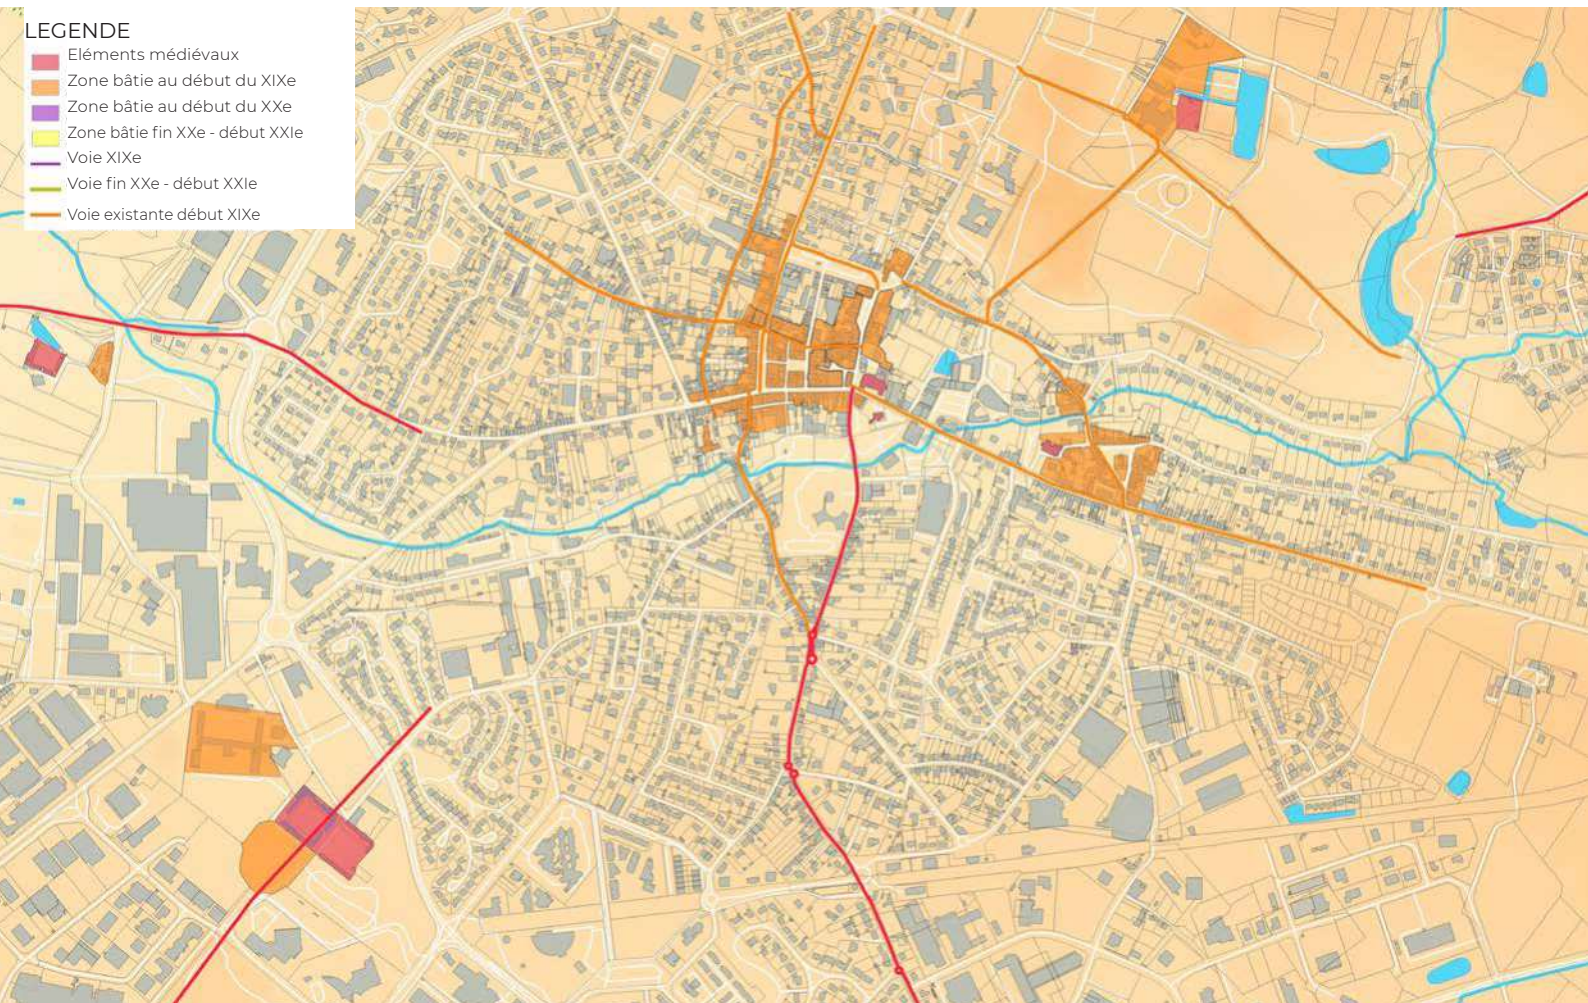 LEGENDE
Eléments médiévaux
Zone bâtie au début du XIXe
Zone bâtie au début du XXe
Zone bâtie fin XXe - début XXIe
Voie XIXe
Voie fin XXe - début XXIe
Voie existante début XIXe